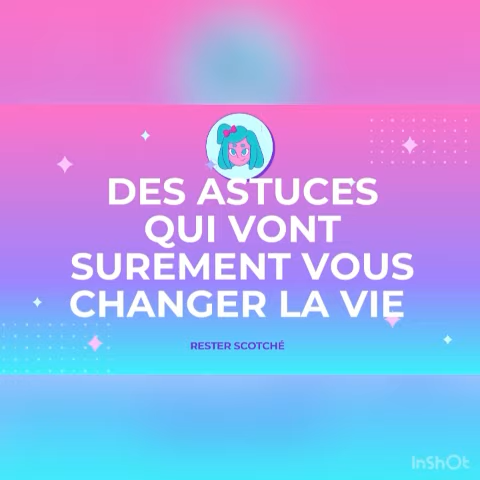 DES ASTUCES
QUI VONT
SUREMENT VOUS
CHANGER LA VIE
RESTER SCOTCHÉ
InShOt